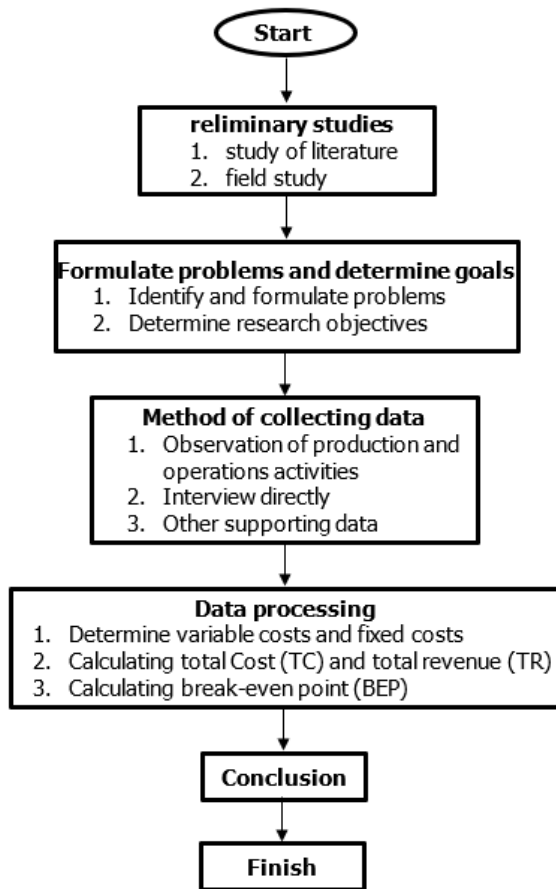 Start
reliminary studies
1. study of literature
2. field study
Formulate problems and determine goals
1. Identify and formulate problems
2. Determine research objectives
Method of collecting data
1. Observation of production and
operations activities
2. Interview directly
3. Other supporting data
Data processing
1. Determine variable costs and fixed costs
2. Calculating total Cost (TC) and total revenue (TR)
3. Calculating break-even point (BEP)
Conclusion
Finish